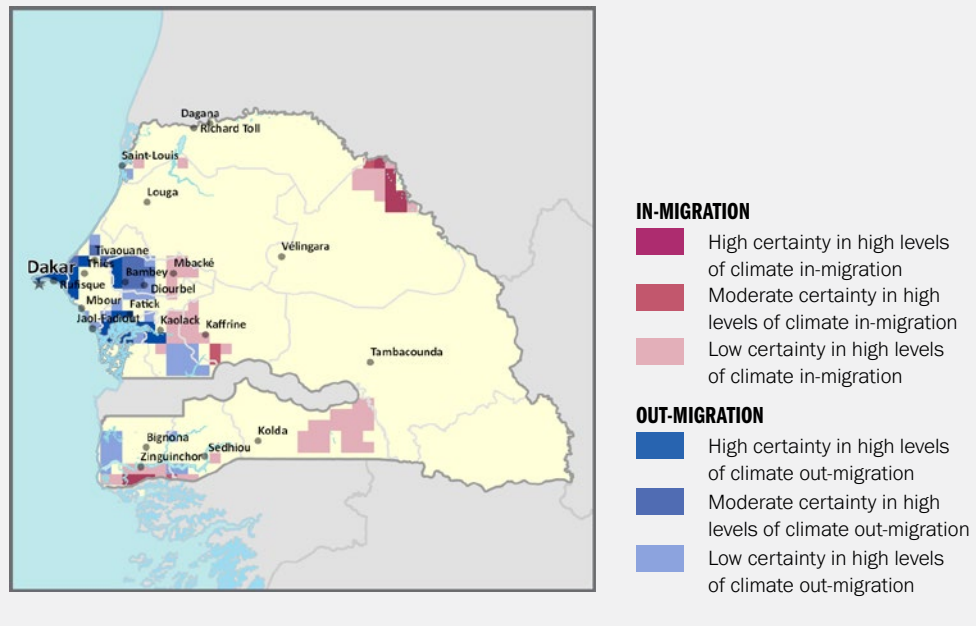 Dagana
Richard Toll
Saint-Louis
Louga
Tivaouane
Vélingara
Dakar
Thiès
Bambey
Mbacké
Rufisque
Diourbel
Mbour
Fatick
Joal-Fadiout
Kaolack
Kaffrine
Tambacounda
Kolda
Bignona
Sedhiou
Zinguinchor
IN-MIGRATION
High certainty in high levels
of climate in-migration
Moderate certainty in high
levels of climate in-migration
Low certainty in high levels
of climate in-migration
OUT-MIGRATION
High certainty in high levels
of climate out-migration
Moderate certainty in high
levels of climate out-migration
Low certainty in high levels
of climate out-migration